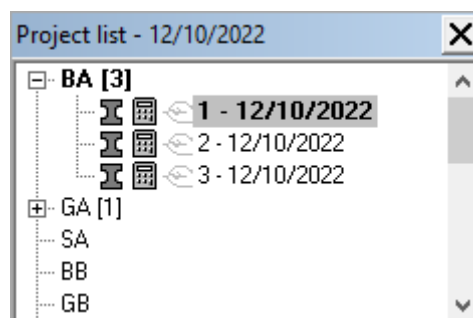 Project list - 12/10/2022
BA [3]
1 - 12/10/2022
2 - 12/10/2022
3 - 12/10/2022
GA [1]
SA
BB
GB